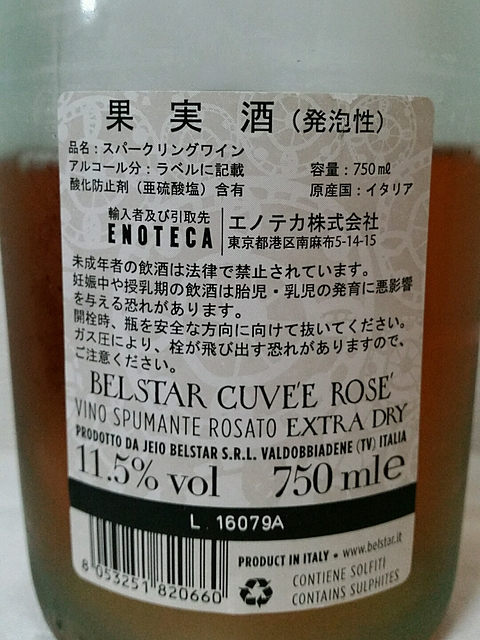 果実酒（発泡性）
品名：スパークリングワイン
アルコール分：ラベルに記載 容量：750㎖
酸化防止剤（亜硫酸塩）含有 原産国：イタリア
輸入者及び引取先 エノテカ株式会社
ENOTECA 東京都港区南麻布5-14-15
未成年者の飲酒は法律で禁止されています。
妊娠中や授乳期の飲酒は胎児・乳児の発育に悪影響
を与える恐れがあります。
開栓時、瓶を安全な方向に向けて抜いてください。
ガス圧により、栓が飛び出す恐れがありますので、
ご注意ください。
BELSTAR CUVE'E ROSE'
VINO SPUMANTE ROSATO EXTRA DRY
PRODOTTO DA JEIO BELSTAR S.R.L. VALDOBBIADENE (TV) ITALIA
11.5% vol 750 ml e
L 16079A
8 053251 820660
PRODUCT IN ITALY • www.belstar.it
CONTIENE SOLFITI
CONTAINS SULPHITES